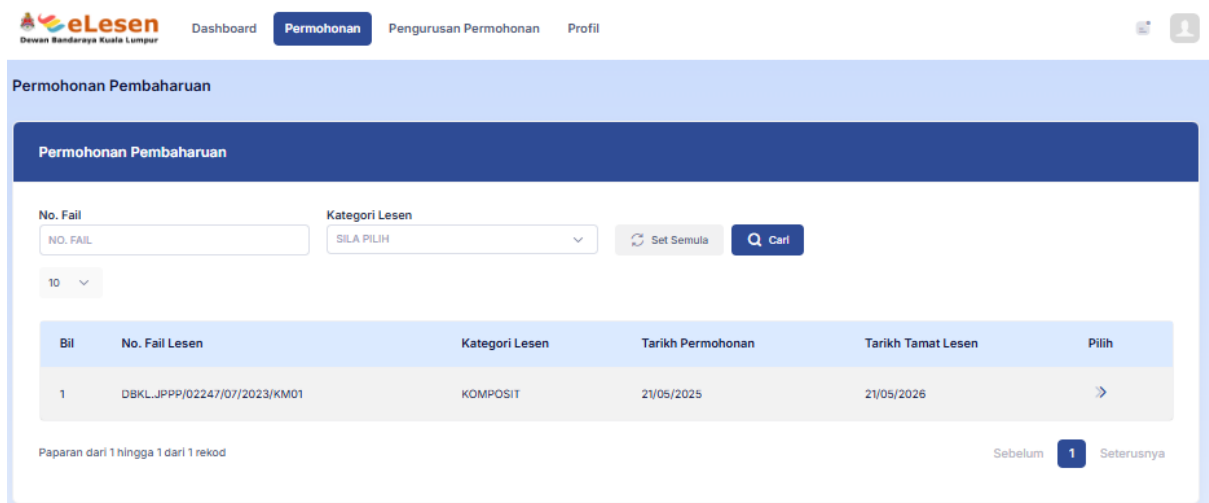 eLesen
Dewan Bandaraya Kuala Lumpur
Dashboard Permohonan Pengurusan Permohonan Profil
Permohonan Pembaharuan
Permohonan Pembaharuan
No. Fail Kategori Lesen
NO. FAIL SILA PILIH Set Semula Cari
10
Bil No. Fail Lesen Kategori Lesen Tarikh Permohonan Tarikh Tamat Lesen Pilih
1 DBKL.JPPP/02247/07/2023/KM01 KOMPOSIT 21/05/2025 21/05/2026
Paparan dari 1 hingga 1 dari 1 rekod Sebelum 1 Seterusnya